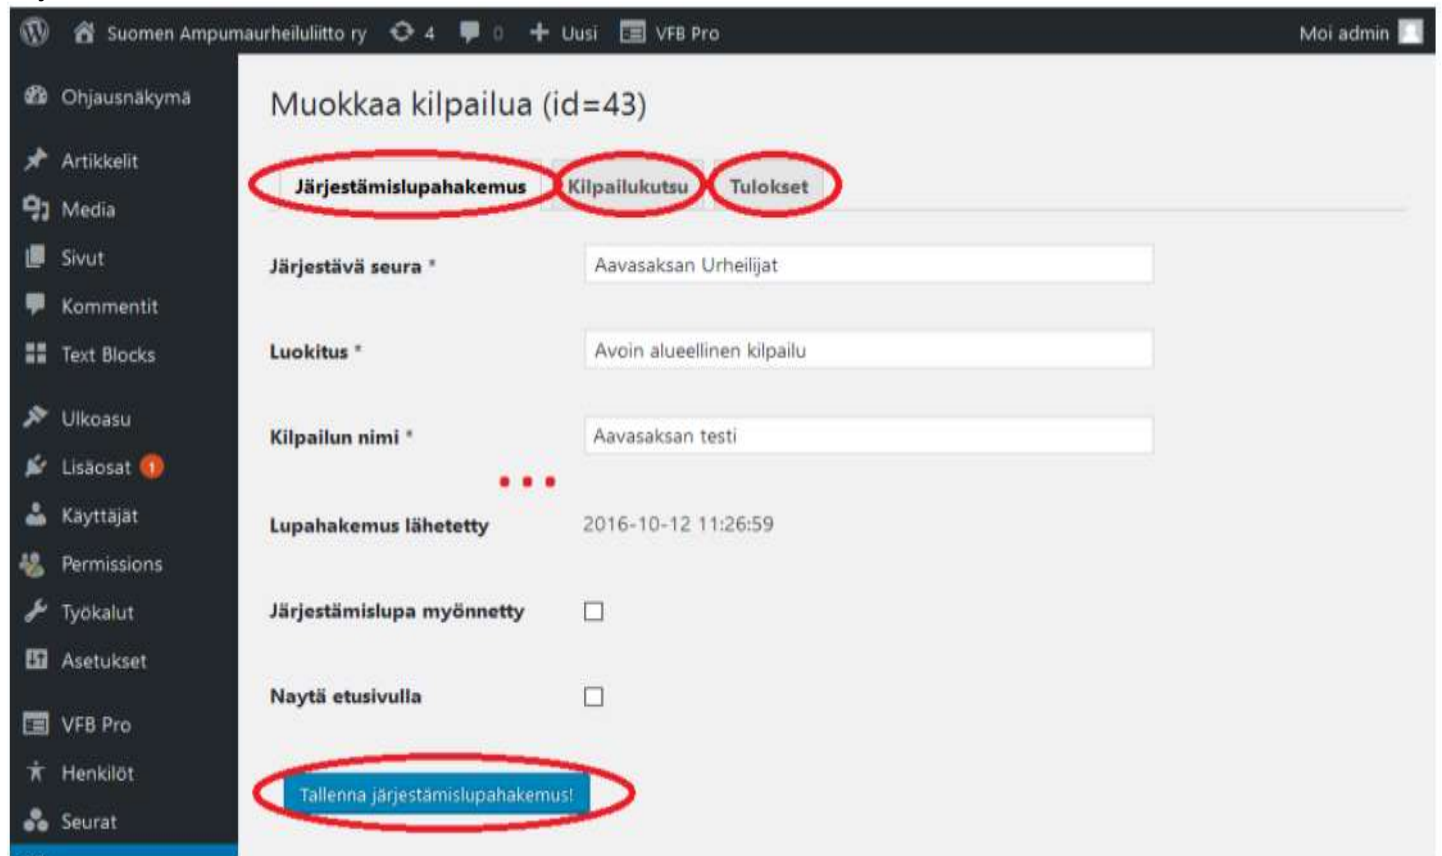 Suomen Ampumaurheiluliitto ry 4 0 + Uusi VFB Pro Moi admin
Ohjausnäkymä
Artikkelit
Media
Sivut
Kommentit
Text Blocks
Ulkoasu
Lisäosat 1
Käyttäjät
Permissions
Työkalut
Asetukset
VFB Pro
Henkilöt
Seurat
Muokkaa kilpailua (id=43)
Järjestämislupahakemus Kilpailukutsu Tulokset
Järjestävä seura * Aavasaksan Urheilijat
Luokitus * Avoin alueellinen kilpailu
Kilpailun nimi * Aavasaksan testi
...
Lupahakemus lähetetty 2016-10-12 11:26:59
Järjestämislupa myönnetty
Naytä etusivulla
Tallenna järjestämislupahakemus!